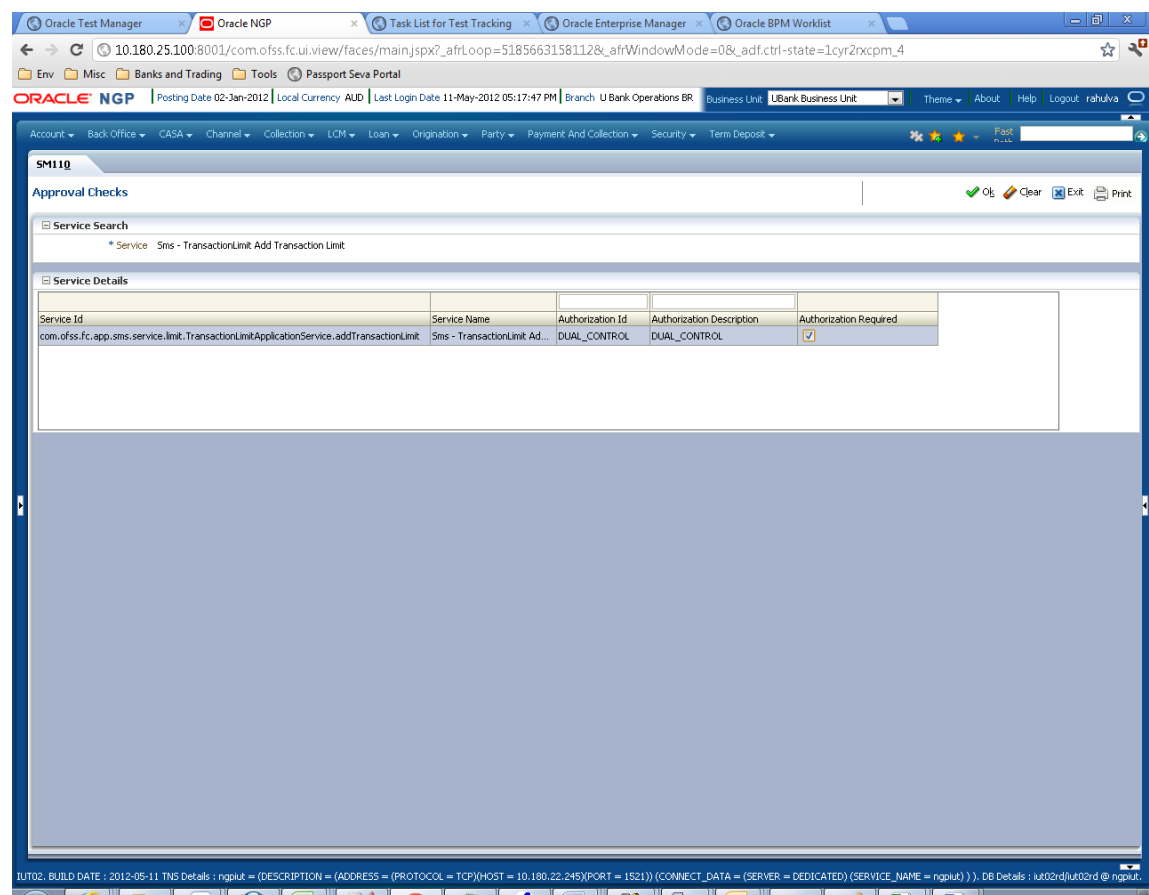 Oracle Test Manager × Oracle NGP × Task List for Test Tracking × Oracle Enterprise Manager × Oracle BPM Worklist ×
10.180.25.100:8001/com.ofss.fc.ui.view/faces/main.jspx?_afrLoop=51856631581128&_afrWindowMode=0&_adf.ctrl-state=1cyr2rxcpm_4
Env Misc Banks and Trading Tools Passport Seva Portal
ORACLE NGP Posting Date 02-Jan-2012 Local Currency AUD Last Login Date 11-May-2012 05:17:47 PM Branch U Bank Operations BR Business Unit UBank Business Unit Theme About Help Logout rahulva
Account Back Office CASA Channel Collection LCM Loan Origination Party Payment And Collection Security Term Deposit Fast
SM110
Approval Checks Ok Clear Exit Print
Service Search
* Service Sms - TransactionLimit Add Transaction Limit
Service Details
Service Id Service Name Authorization Id Authorization Description Authorization Required
com.ofss.fc.app.sms.service.limit.TransactionLimitApplicationService.addTransactionLimit Sms - TransactionLimit Ad... DUAL_CONTROL DUAL_CONTROL
IUT02. BUILD DATE : 2012-05-11 TNS Details : ngpiut = (DESCRIPTION = (ADDRESS = (PROTOCOL = TCP)(HOST = 10.180.22.245)(PORT = 1521)) (CONNECT_DATA = (SERVER = DEDICATED) (SERVICE_NAME = ngpiut) ) ). DB Details : iut02rd/iut02rd @ ngpiut.